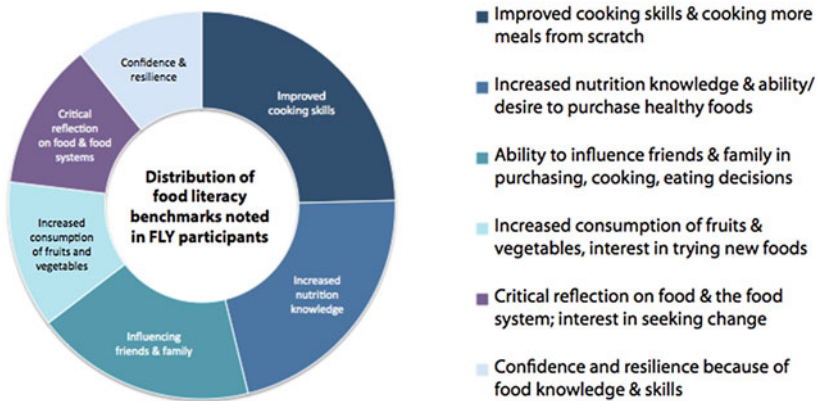 Confidence &
resilience
Improved
cooking skills
Critical
reflection
on food & food
systems
Distribution of
food literacy
benchmarks noted
in FLY participants
Increased
consumption
of fruits and
vegetables
Increased
nutrition
knowledge
Influencing
friends & family
Improved cooking skills & cooking more
meals from scratch
Increased nutrition knowledge & ability/
desire to purchase healthy foods
Ability to influence friends & family in
purchasing, cooking, eating decisions
Increased consumption of fruits &
vegetables, interest in trying new foods
Critical reflection on food & the food
system; interest in seeking change
Confidence and resilience because of
food knowledge & skills